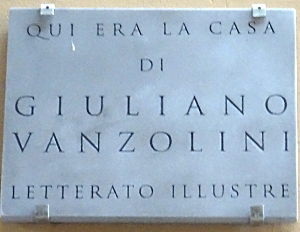 QUI ERA LA CASA
DI
GIULIANO
VANZOLINI
LETTERATO ILLUSTRE